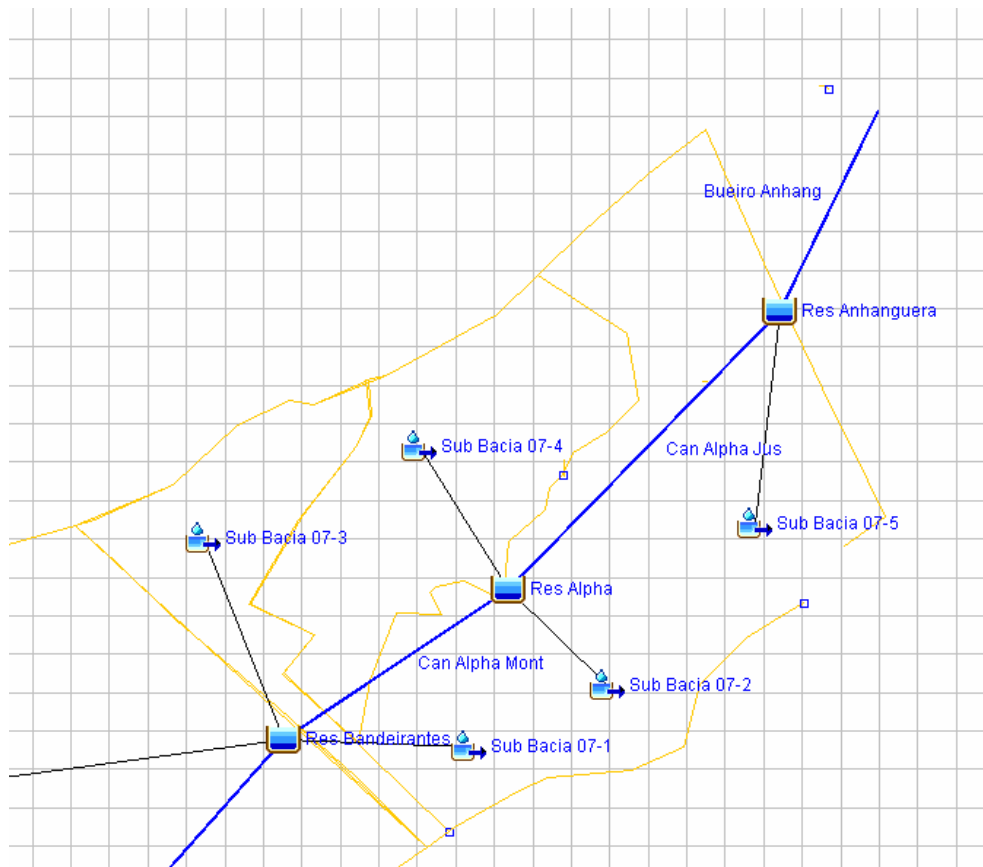 Bueiro Anhang
Res Anhanguera
Sub Bacia 07-4
Can Alpha Jus
Sub Bacia 07-5
Sub Bacia 07-3
Res Alpha
Can Alpha Mont
Sub Bacia 07-2
Res Bandeirantes
Sub Bacia 07-1